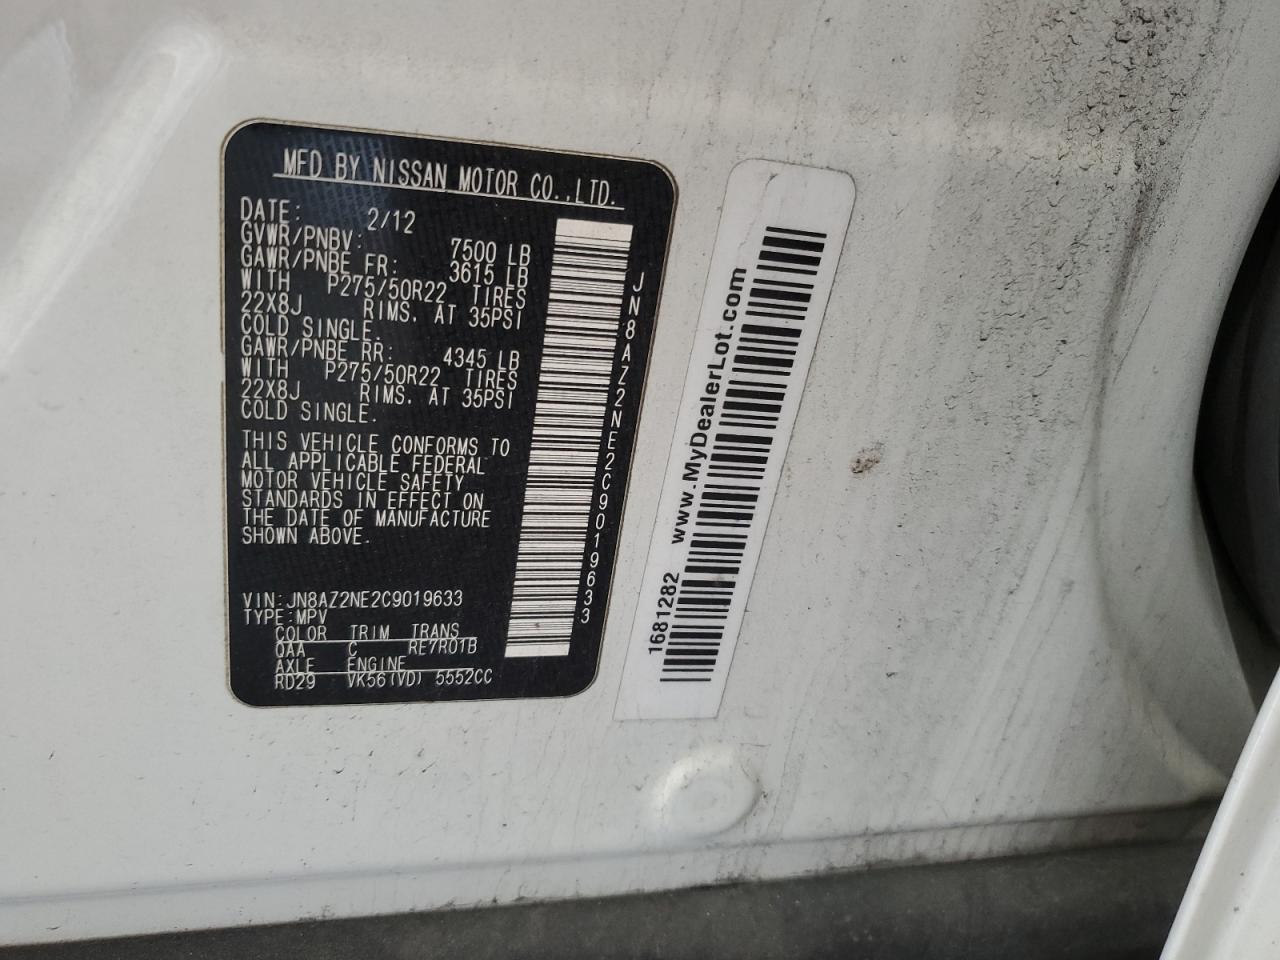 MFD BY NISSAN MOTOR CO.,LTD.
DATE: 2/12
GVWR/PNBV: 7500 LB
GAWR/PNBE FR: 3615 LB
WITH P275/50R22 TIRES
22X8J RIMS. AT 35PSI
COLD SINGLE.
GAWR/PNBE RR: 4345 LB
WITH P275/50R22 TIRES
22X8J RIMS. AT 35PSI
COLD SINGLE.
THIS VEHICLE CONFORMS TO
ALL APPLICABLE FEDERAL
MOTOR VEHICLE SAFETY
STANDARDS IN EFFECT ON
THE DATE OF MANUFACTURE
SHOWN ABOVE.
VIN:JN8AZ2NE2C9019633
TYPE:MPV
COLOR TRIM TRANS
QAA C RE7R01B
AXLE ENGINE
RD29 VK56(VD) 5552CC
JN8AZ2NE2C9019633
1681282 www.MyDealerLot.com